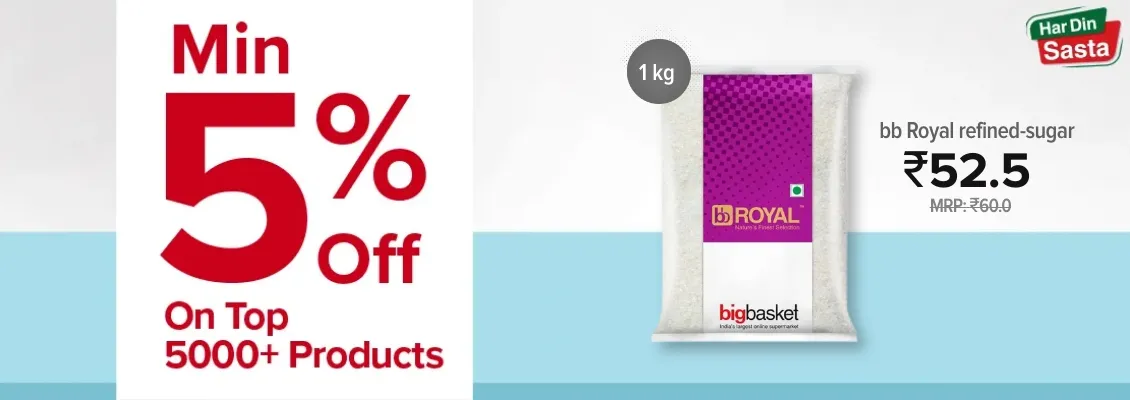 Min
5%
Off
On Top
5000+ Products
1 kg
bb ROYAL™
Nature's Finest Selection
bigbasket
India's largest online supermarket
Har Din
Sasta
bb Royal refined-sugar
₹52.5
MRP: ₹60.0